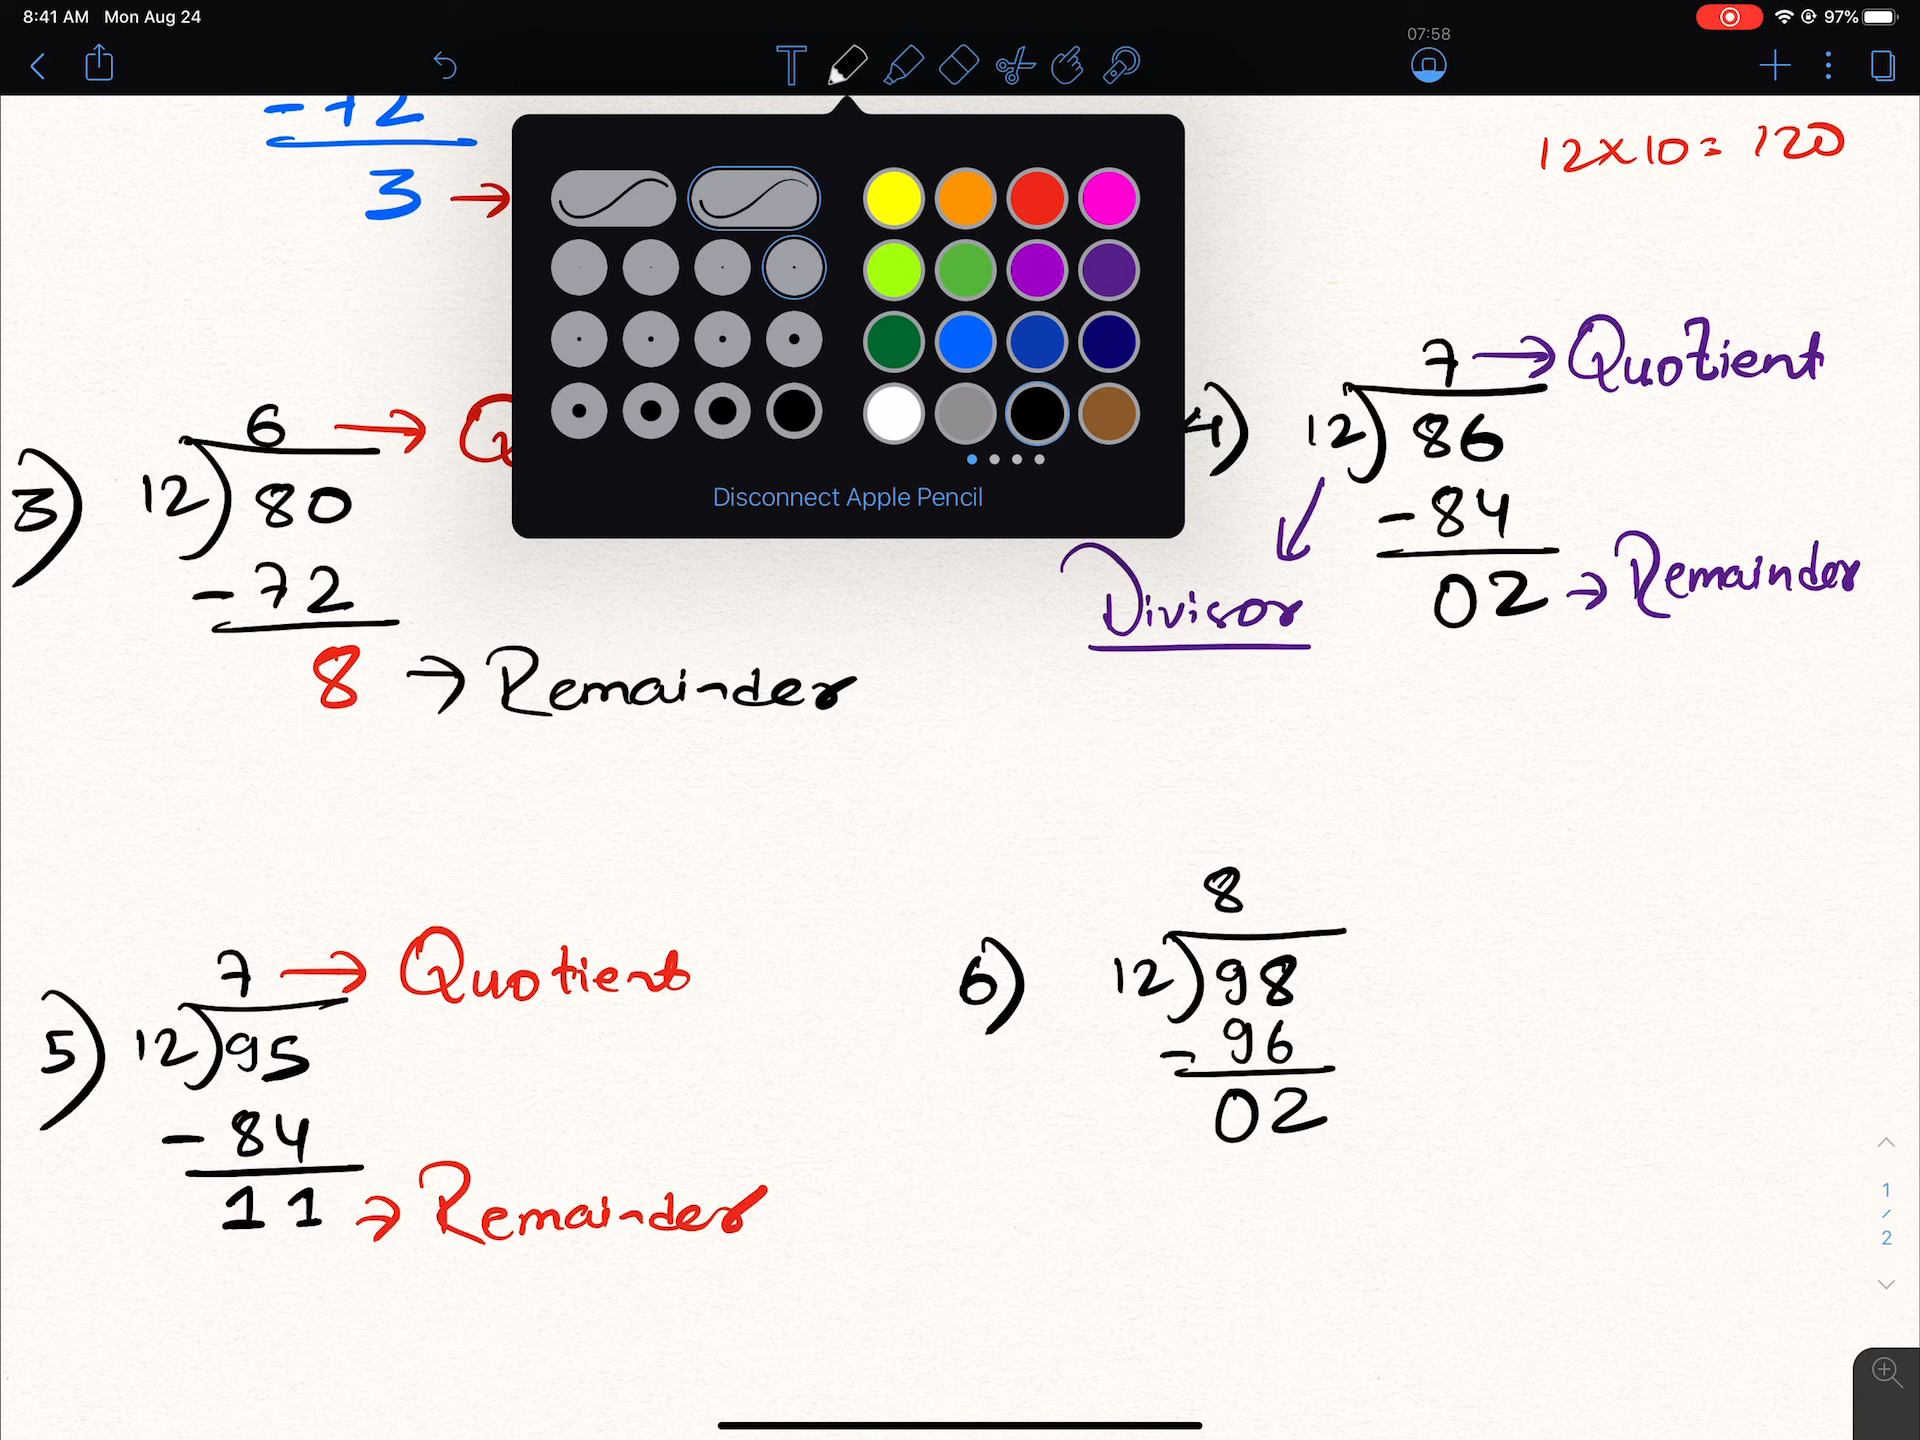 8:41 AM Mon Aug 24
97%
07:58
- 72
3 →
12×10 = 120
Disconnect Apple Pencil
3)
6 → Q
12)80
- 72
8 → Remainder
4)
7 → Quotient
12)86
- 84
02 → Remainder
Divisor
5)
7 → Quotient
12)95
- 84
11 → Remainder
6)
8
12)98
- 96
02
1
/
2